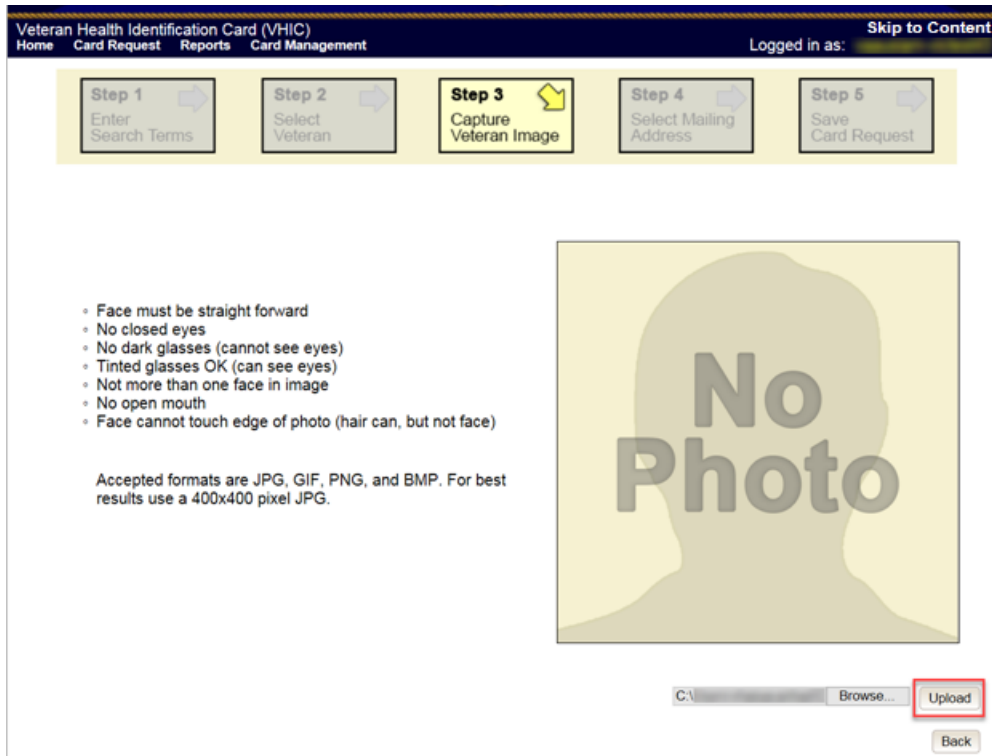 Veteran Health Identification Card (VHIC)
Skip to Content
Home Card Request Reports Card Management
Logged in as:
Step 1
Enter
Search Terms
Step 2
Select
Veteran
Step 3
Capture
Veteran Image
Step 4
Select Mailing
Address
Step 5
Save
Card Request
Face must be straight forward
No closed eyes
No dark glasses (cannot see eyes)
Tinted glasses OK (can see eyes)
Not more than one face in image
No open mouth
Face cannot touch edge of photo (hair can, but not face)
Accepted formats are JPG, GIF, PNG, and BMP. For best
results use a 400x400 pixel JPG.
No
Photo
C:\ Browse... Upload
Back